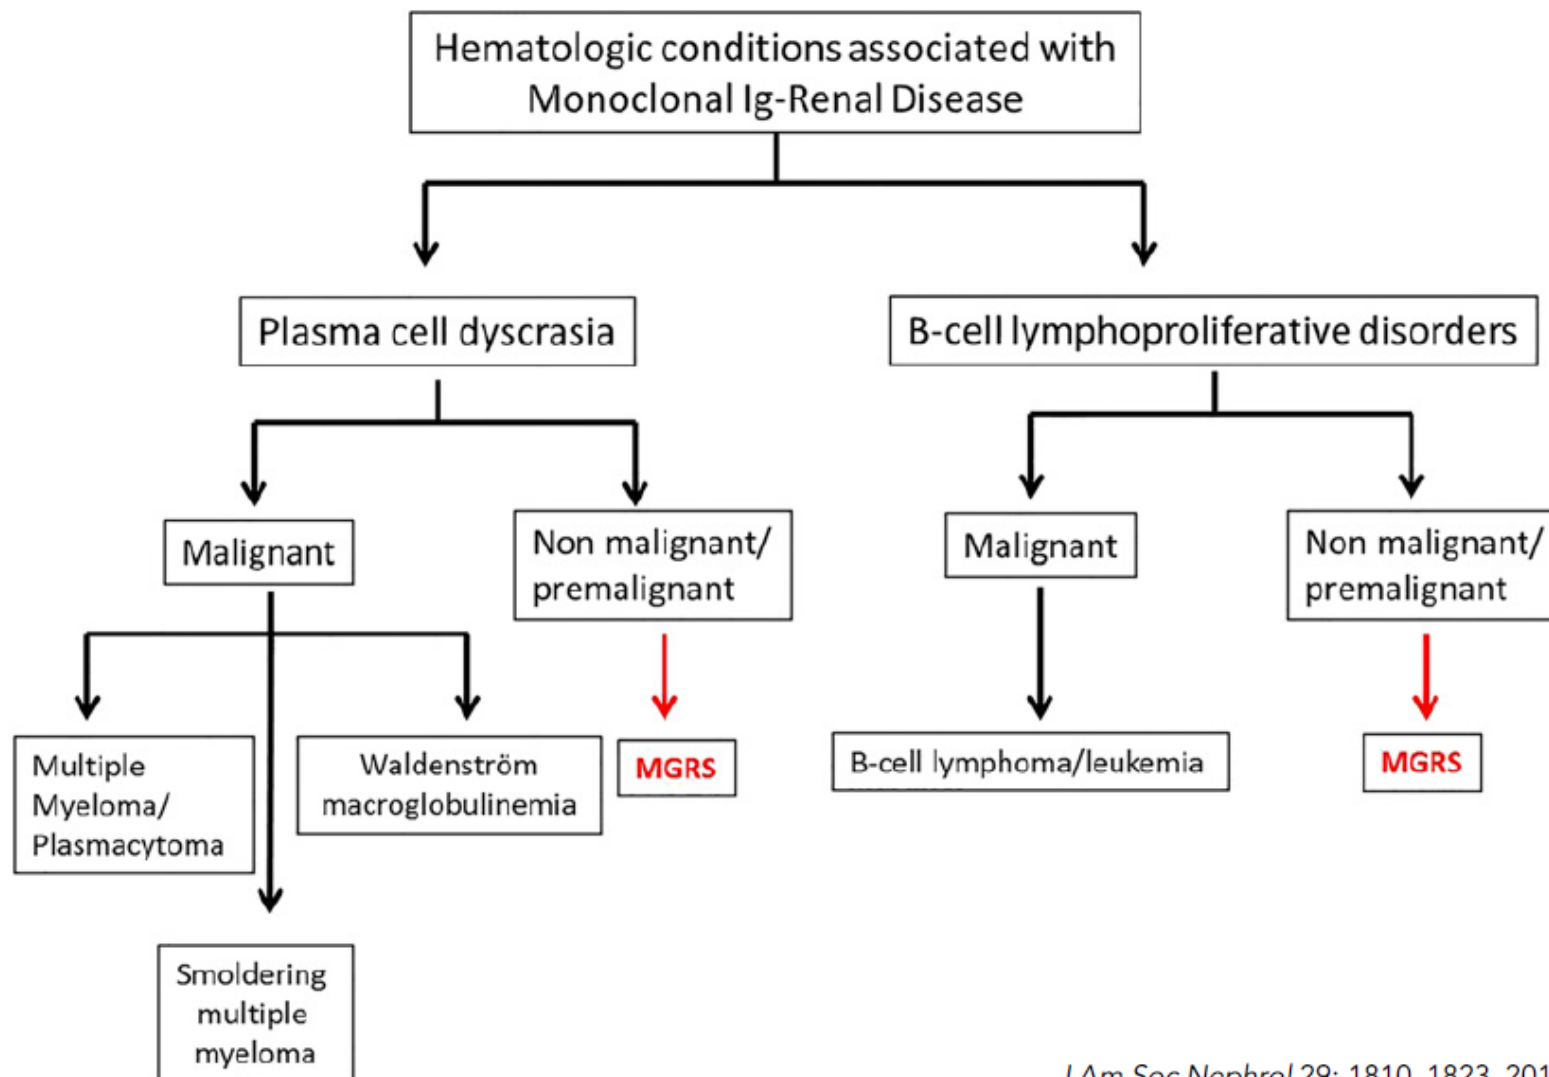 Hematologic conditions associated with
Monoclonal Ig-Renal Disease
Plasma cell dyscrasia
B-cell lymphoproliferative disorders
Malignant
Non malignant/
premalignant
Malignant
Non malignant/
premalignant
Multiple
Myeloma/
Plasmacytoma
Waldenström
macroglobulinemia
MGRS
B-cell lymphoma/leukemia
MGRS
Smoldering
multiple
myeloma
J Am Soc Nephrol 29: 1810–1823, 201